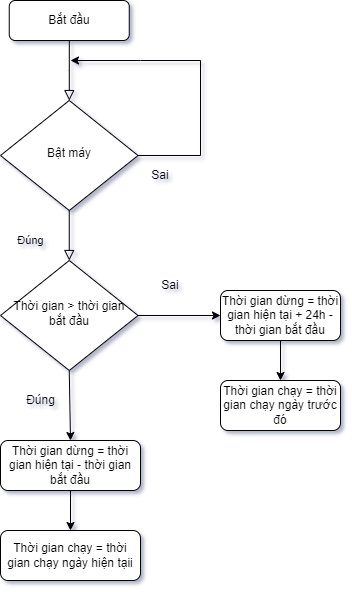 Bắt đầu
Bật máy
Sai
Đúng
Thời gian > thời gian
bắt đầu
Sai
Thời gian dừng = thời
gian hiện tại + 24h -
thời gian bắt đầu
Thời gian chạy = thời
gian chạy ngày trước
đó
Đúng
Thời gian dừng = thời
gian hiện tại - thời gian
bắt đầu
Thời gian chạy = thời
gian chạy ngày hiện tạii